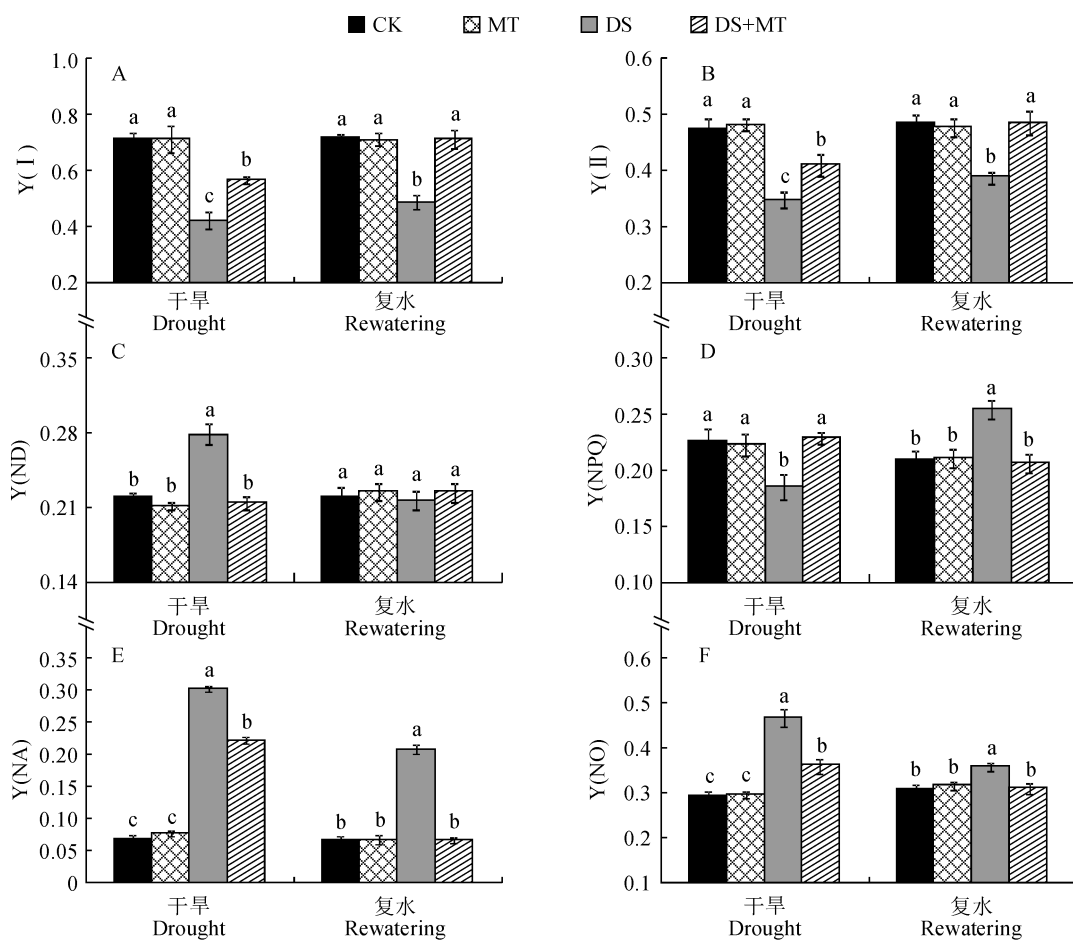 CK MT DS DS+MT
A
Y(Ⅰ)
1.0
0.8
0.6
0.4
0.2
a a c b a a b a
干旱 复水
Drought Rewatering
B
Y(Ⅱ)
0.6
0.5
0.4
0.3
0.2
a a c b a a b a
干旱 复水
Drought Rewatering
C
Y(ND)
0.35
0.28
0.21
0.14
b b a b a a a a
干旱 复水
Drought Rewatering
D
Y(NPQ)
0.30
0.25
0.20
0.15
0.10
a a b a b b a b
干旱 复水
Drought Rewatering
E
Y(NA)
0.35
0.30
0.25
0.20
0.15
0.10
0.05
0
c c a b b b a b
干旱 复水
Drought Rewatering
F
Y(NO)
0.6
0.5
0.4
0.3
0.2
0.1
c c a b b b a b
干旱 复水
Drought Rewatering